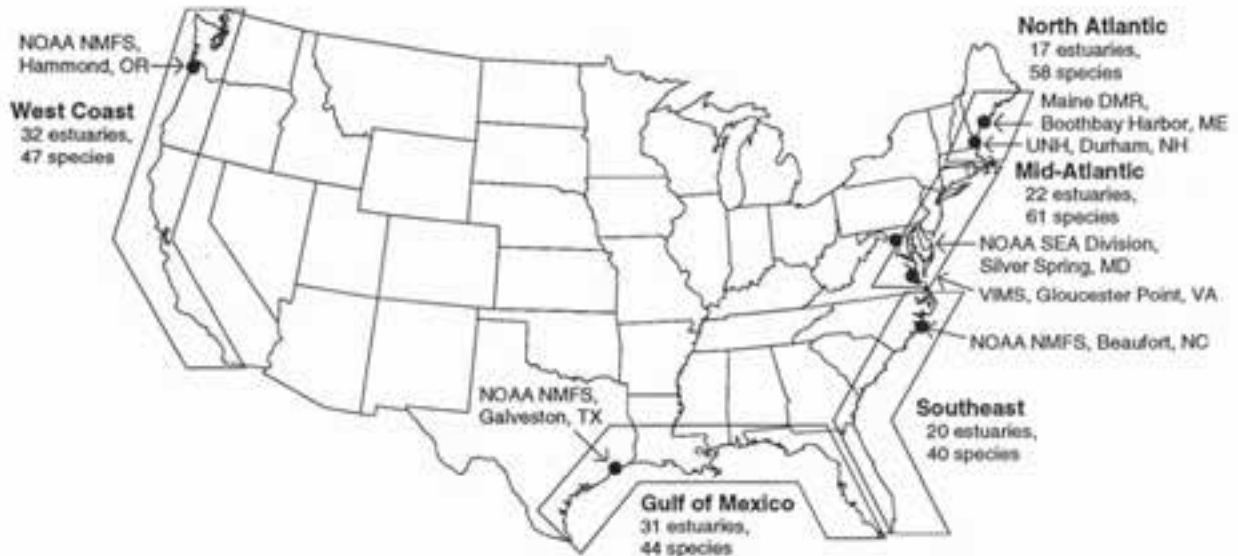 NOAA NMFS,
Hammond, OR
West Coast
32 estuaries,
47 species
North Atlantic
17 estuaries,
58 species
Maine DMR,
Boothbay Harbor, ME
UNH, Durham, NH
Mid-Atlantic
22 estuaries,
61 species
NOAA SEA Division,
Silver Spring, MD
VIMS, Gloucester Point, VA
NOAA NMFS, Beaufort, NC
Southeast
20 estuaries,
40 species
NOAA NMFS,
Galveston, TX
Gulf of Mexico
31 estuaries,
44 species